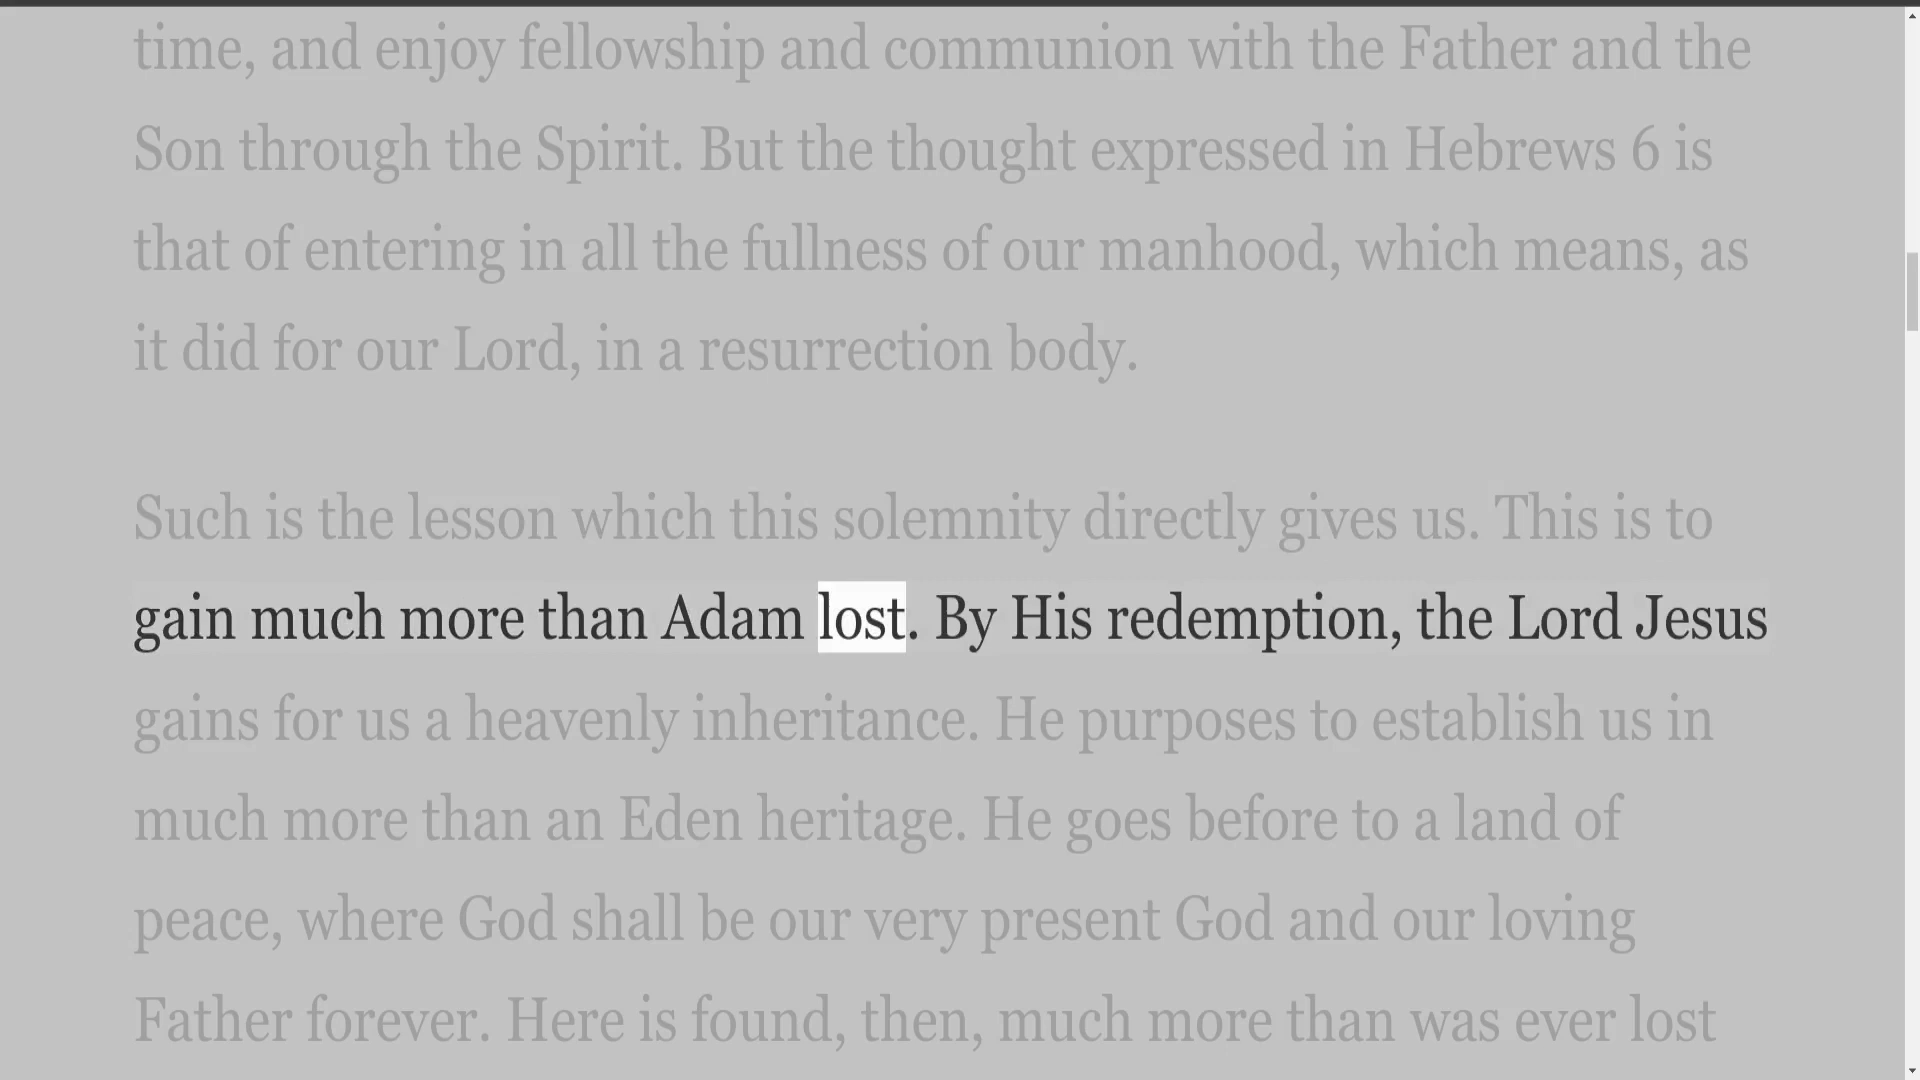 time, and enjoy fellowship and communion with the Father and the
Son through the Spirit. But the thought expressed in Hebrews 6 is
that of entering in all the fullness of our manhood, which means, as
it did for our Lord, in a resurrection body.
Such is the lesson which this solemnity directly gives us. This is to
gain much more than Adam lost. By His redemption, the Lord Jesus
gains for us a heavenly inheritance. He purposes to establish us in
much more than an Eden heritage. He goes before to a land of
peace, where God shall be our very present God and our loving
Father forever. Here is found, then, much more than was ever lost